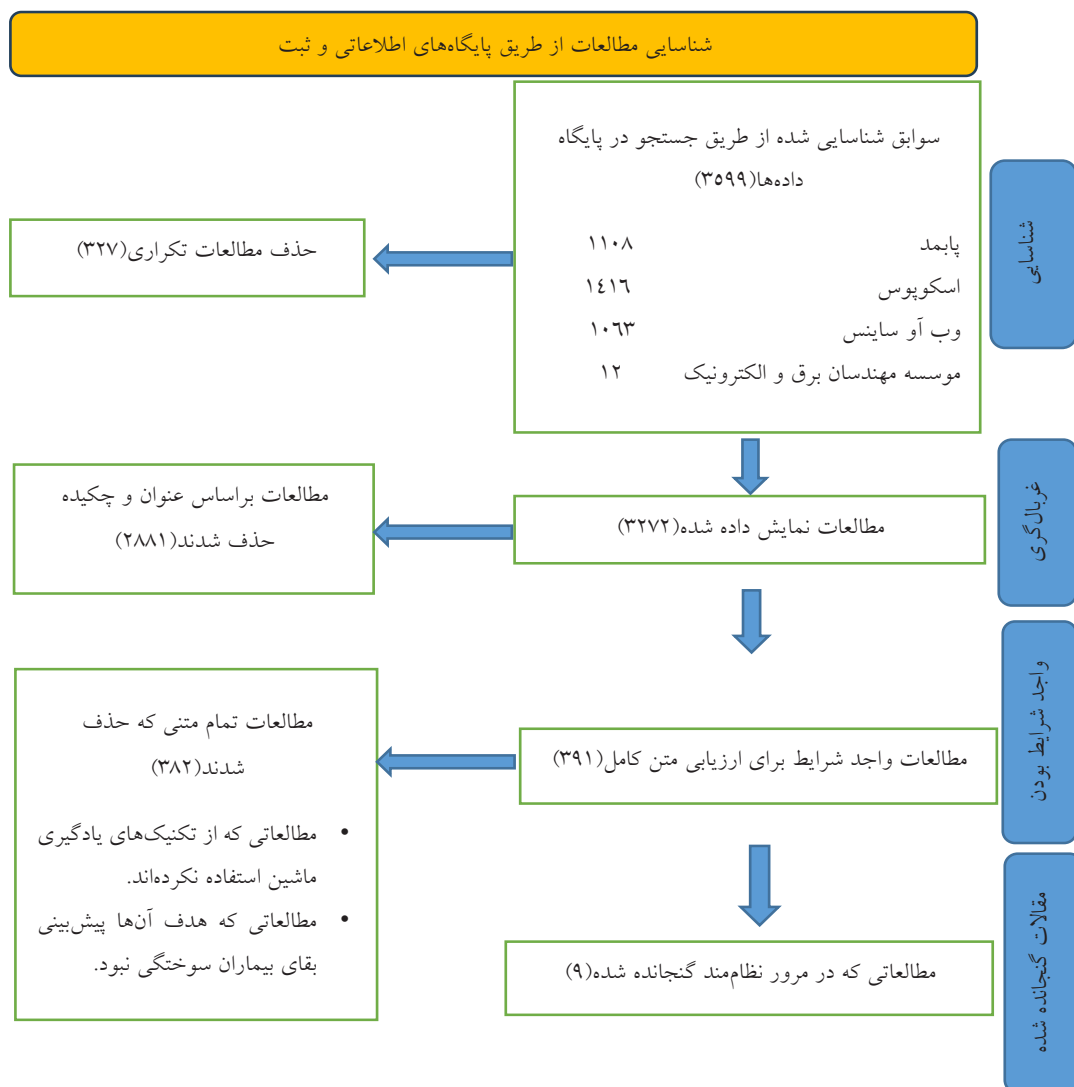 شناسایی مطالعات از طریق پایگاه‌های اطلاعاتی و ثبت
شناسایی
سوابق شناسایی شده از طریق جستجو در پایگاه
داده‌ها(۳۵۹۹)
پابمد ۱۱۰۸
اسکوپوس ۱۴۱۶
وب آو ساینس ۱۰۶۳
موسسه مهندسان برق و الکترونیک ۱۲
حذف مطالعات تکراری(۳۲۷)
غربال‌گری
مطالعات نمایش داده شده(۳۲۷۲)
مطالعات براساس عنوان و چکیده
حذف شدند(۲۸۸۱)
واجد شرایط بودن
مطالعات واجد شرایط برای ارزیابی متن کامل(۳۹۱)
مطالعات تمام متنی که حذف
شدند(۳۸۲)
• مطالعاتی که از تکنیک‌های یادگیری
ماشین استفاده نکرده‌اند.
• مطالعاتی که هدف آن‌ها پیش‌بینی
بقای بیماران سوختگی نبود.
مقالات گنجانده شده
مطالعاتی که در مرور نظام‌مند گنجانده شده(۹)